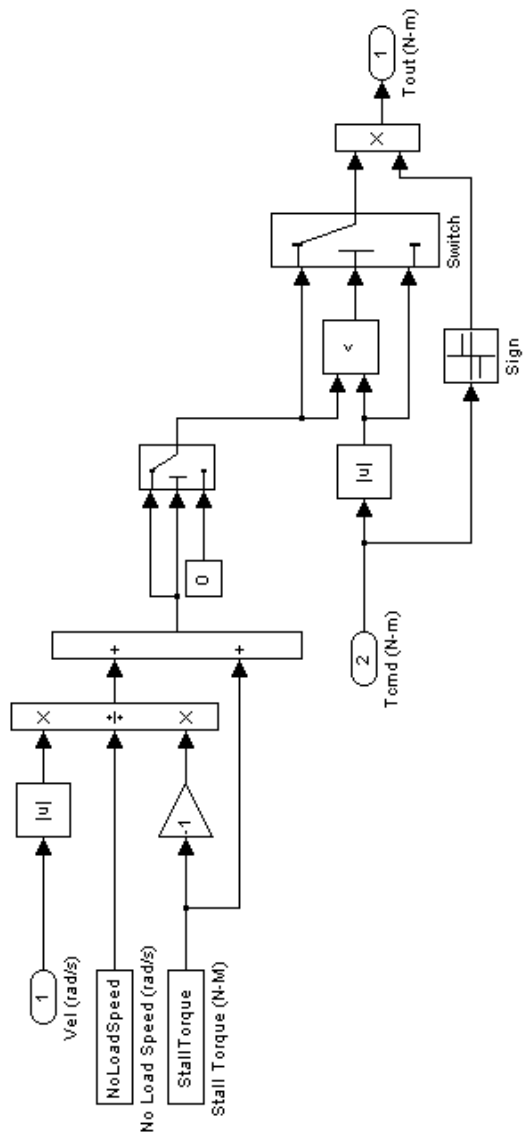 1
Vel (rad/s)
NoLoadSpeed
No Load Speed (rad/s)
StallTorque
Stall Torque (N-M)
|u|
-1
×
÷
×
+
+
0
2
Tcmd (N-m)
|u|
<
Switch
Sign
×
1
Tout (N-m)